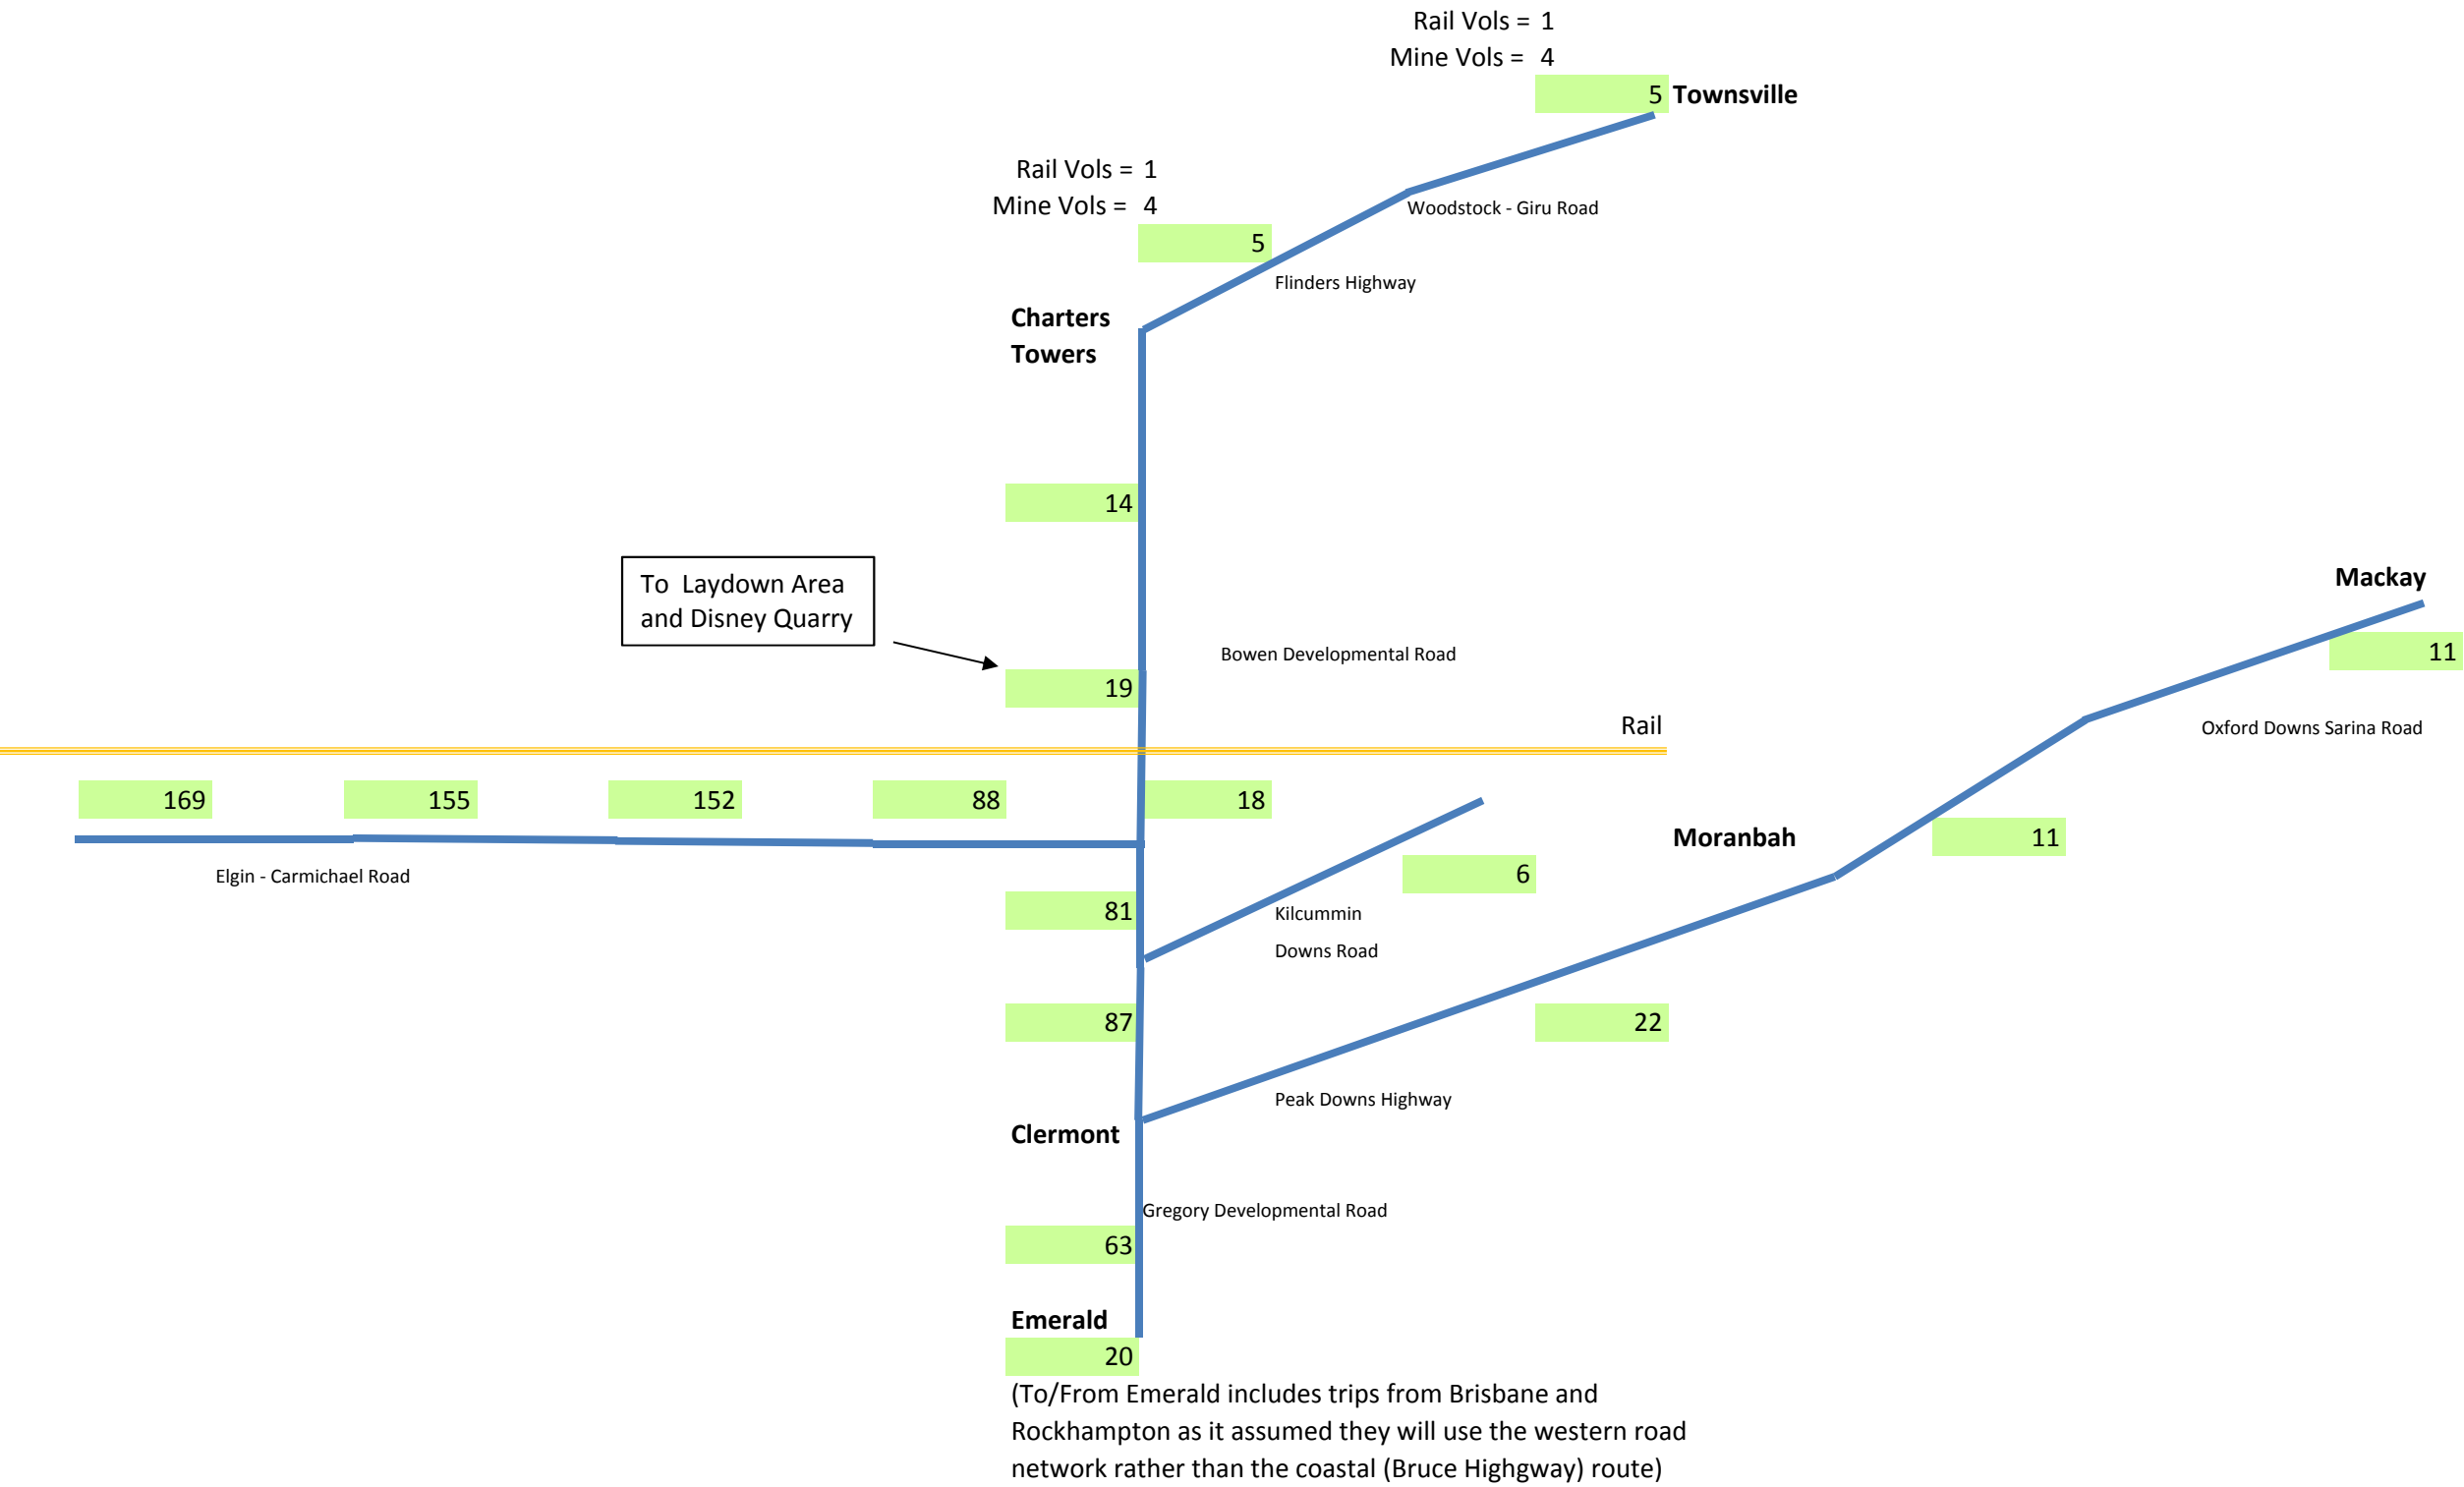 Rail Vols = 1
Mine Vols = 4
5 Townsville
Rail Vols = 1
Mine Vols = 4
Woodstock - Giru Road
5
Flinders Highway
Charters
Towers
14
To Laydown Area
and Disney Quarry
Mackay
Bowen Developmental Road
11
19
Rail
Oxford Downs Sarina Road
169
155
152
88
18
Moranbah
11
Elgin - Carmichael Road
6
81
Kilcummin
Downs Road
87
22
Peak Downs Highway
Clermont
Gregory Developmental Road
63
Emerald
20
(To/From Emerald includes trips from Brisbane and
Rockhampton as it assumed they will use the western road
network rather than the coastal (Bruce Highgway) route)